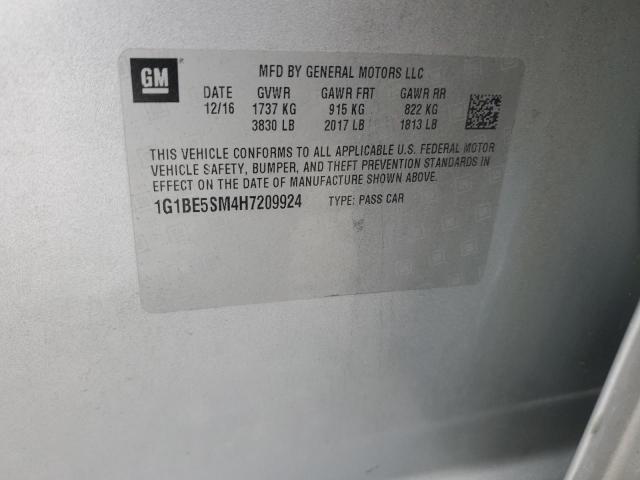 GM MFD BY GENERAL MOTORS LLC
DATE GVWR GAWR FRT GAWR RR
12/16 1737 KG 915 KG 822 KG
3830 LB 2017 LB 1813 LB
THIS VEHICLE CONFORMS TO ALL APPLICABLE U.S. FEDERAL MOTOR
VEHICLE SAFETY, BUMPER, AND THEFT PREVENTION STANDARDS IN
EFFECT ON THE DATE OF MANUFACTURE SHOWN ABOVE.
1G1BE5SM4H7209924 TYPE: PASS CAR